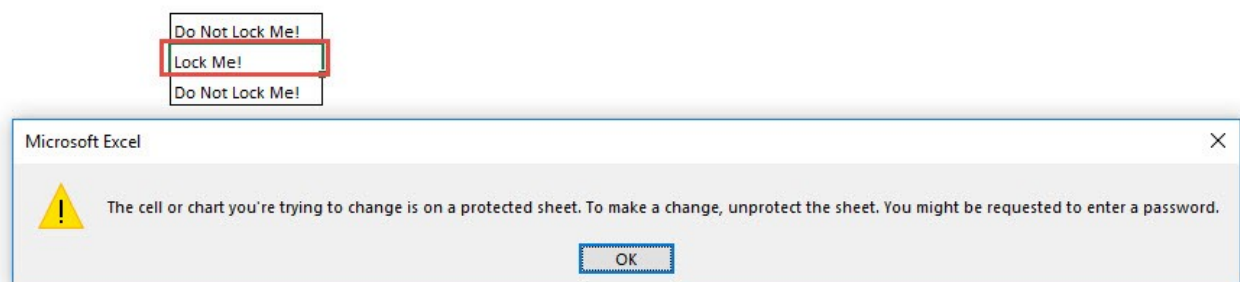 Do Not Lock Me!
Lock Me!
Do Not Lock Me!
Microsoft Excel
The cell or chart you're trying to change is on a protected sheet. To make a change, unprotect the sheet. You might be requested to enter a password.
OK